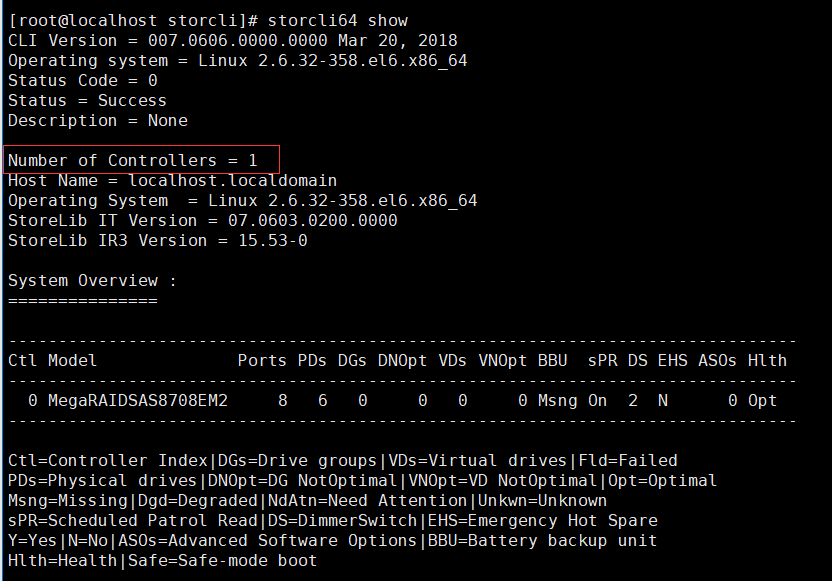 [root@localhost storcli]# storcli64 show
CLI Version = 007.0606.0000.0000 Mar 20, 2018
Operating system = Linux 2.6.32-358.el6.x86_64
Status Code = 0
Status = Success
Description = None

Number of Controllers = 1
Host Name = localhost.localdomain
Operating System  = Linux 2.6.32-358.el6.x86_64
StoreLib IT Version = 07.0603.0200.0000
StoreLib IR3 Version = 15.53-0

System Overview :
===============

-------------------------------------------------------------------------------
Ctl Model              Ports PDs DGs DNOpt VDs VNOpt BBU  sPR DS EHS ASOs Hlth
-------------------------------------------------------------------------------
  0 MegaRAIDSAS8708EM2     8   6   0     0   0     0 Msng On  2  N      0 Opt
-------------------------------------------------------------------------------

Ctl=Controller Index|DGs=Drive groups|VDs=Virtual drives|Fld=Failed
PDs=Physical drives|DNOpt=DG NotOptimal|VNOpt=VD NotOptimal|Opt=Optimal
Msng=Missing|Dgd=Degraded|NdAtn=Need Attention|Unkwn=Unknown
sPR=Scheduled Patrol Read|DS=DimmerSwitch|EHS=Emergency Hot Spare
Y=Yes|N=No|ASOs=Advanced Software Options|BBU=Battery backup unit
Hlth=Health|Safe=Safe-mode boot